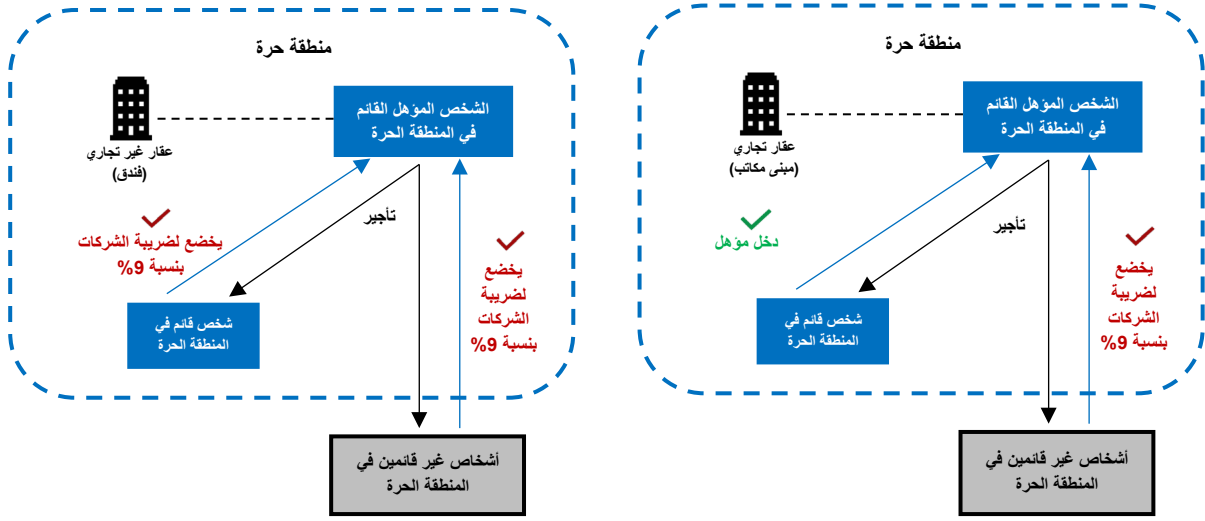 منطقة حرة
الشخص المؤهل القائم
في المنطقة الحرة
عقار تجاري
(مبنى مكاتب)
تأجير
دخل مؤهل
يخضع
لضريبة
الشركات
بنسبة 9%
شخص قائم في
المنطقة الحرة
أشخاص غير قائمين في
المنطقة الحرة
منطقة حرة
الشخص المؤهل القائم
في المنطقة الحرة
عقار غير تجاري
(فندق)
تأجير
يخضع لضريبة الشركات
بنسبة 9%
يخضع
لضريبة
الشركات
بنسبة 9%
شخص قائم في
المنطقة الحرة
أشخاص غير قائمين في
المنطقة الحرة